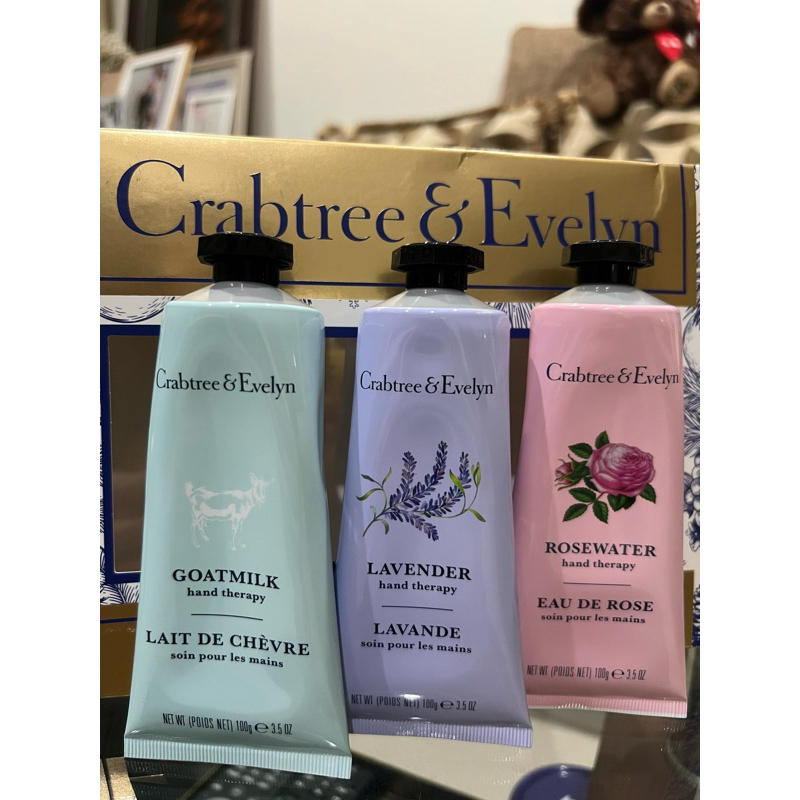 Crabtree & Evelyn
Crabtree & Evelyn
GOATMILK
hand therapy
LAIT DE CHÈVRE
soin pour les mains
NET WT (POIDS NET) 100g ℮ 3.5 OZ
Crabtree & Evelyn
LAVENDER
hand therapy
LAVANDE
soin pour les mains
NET WT (POIDS NET) 100g ℮ 3.5 OZ
Crabtree & Evelyn
ROSEWATER
hand therapy
EAU DE ROSE
soin pour les mains
NET WT (POIDS NET) 100g ℮ 3.5 OZ